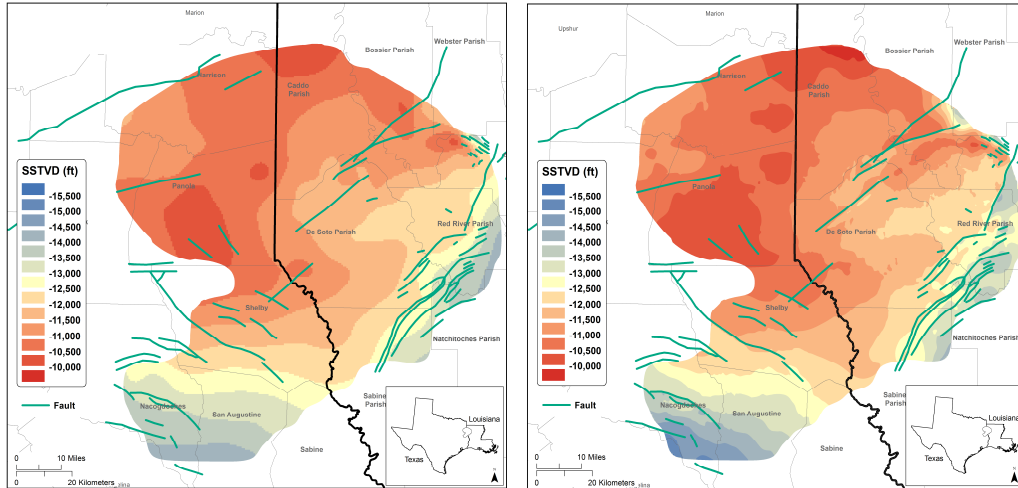 Marion
Bossier Parish
Webster Parish
Harrison
Caddo
Parish
SSTVD (ft)
-15,500
-15,000
-14,500
-14,000
-13,500
-13,000
-12,500
-12,000
-11,500
-11,000
-10,500
-10,000
Panola
De Soto Parish
Red River Parish
Shelby
Natchitoches Parish
Fault
Nacogdoches
San Augustine
Sabine
Parish
Sabine
Louisiana
Texas
0 10 Miles
0 20 Kilometers
N
Marion
Upshur
Bossier Parish
Webster Parish
Harrison
Caddo
Parish
SSTVD (ft)
-15,500
-15,000
-14,500
-14,000
-13,500
-13,000
-12,500
-12,000
-11,500
-11,000
-10,500
-10,000
Panola
De Soto Parish
Red River Parish
Shelby
Natchitoches Parish
Fault
Nacogdoches
San Augustine
Sabine
Parish
Sabine
Louisiana
Texas
0 10 Miles
0 20 Kilometers
N